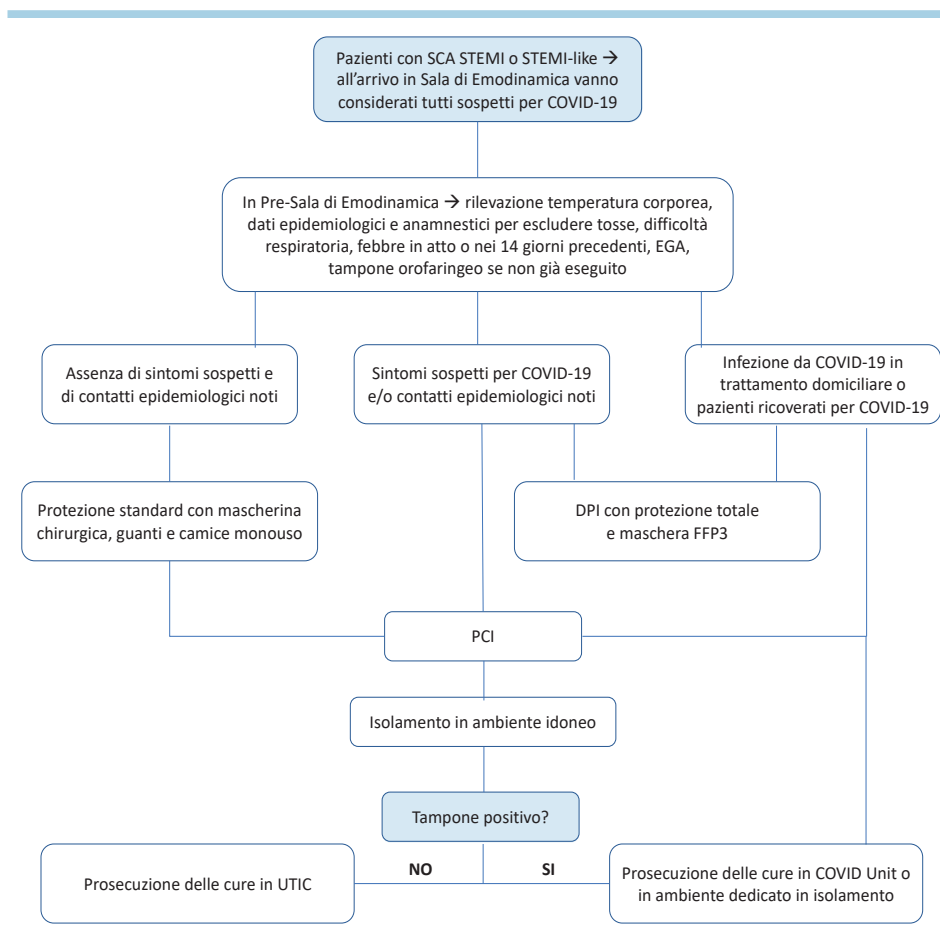 Pazienti con SCA STEMI o STEMI-like →
all'arrivo in Sala di Emodinamica vanno
considerati tutti sospetti per COVID-19
In Pre-Sala di Emodinamica → rilevazione temperatura corporea,
dati epidemiologici e anamnestici per escludere tosse, difficoltà
respiratoria, febbre in atto o nei 14 giorni precedenti, EGA,
tampone orofaringeo se non già eseguito
Assenza di sintomi sospetti e
di contatti epidemiologici noti
Sintomi sospetti per COVID-19
e/o contatti epidemiologici noti
Infezione da COVID-19 in
trattamento domiciliare o
pazienti ricoverati per COVID-19
Protezione standard con mascherina
chirurgica, guanti e camice monouso
DPI con protezione totale
e maschera FFP3
PCI
Isolamento in ambiente idoneo
Tampone positivo?
NO
SI
Prosecuzione delle cure in UTIC
Prosecuzione delle cure in COVID Unit o
in ambiente dedicato in isolamento